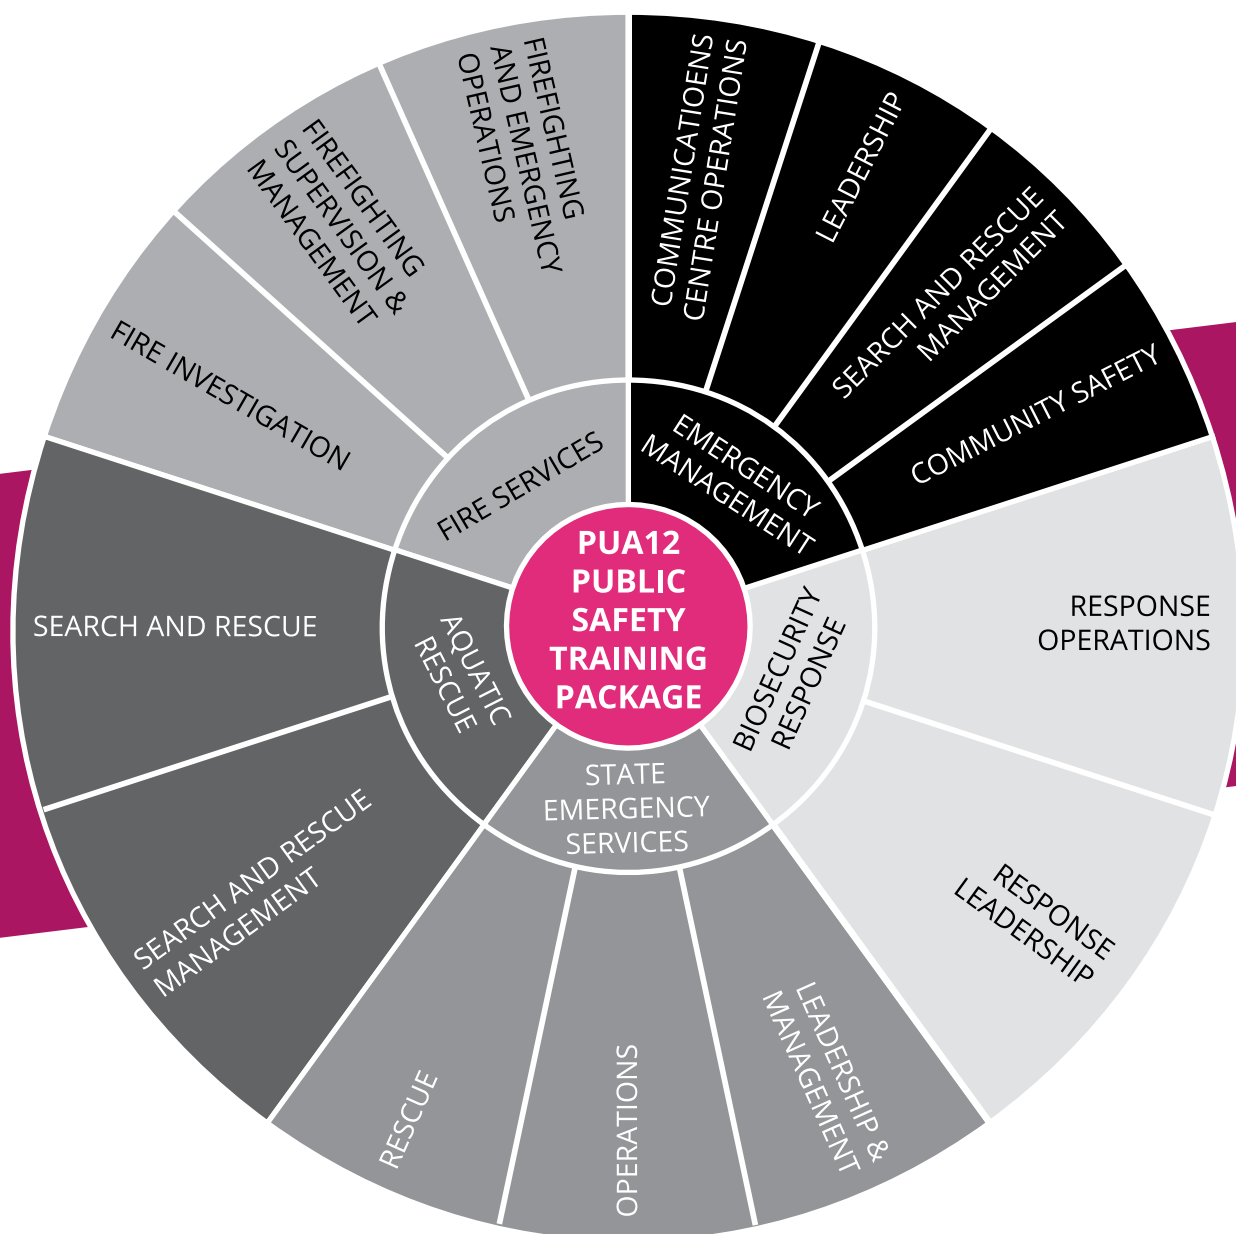 PUA12
PUBLIC
SAFETY
TRAINING
PACKAGE
EMERGENCY
MANAGEMENT
COMMUNICATIOENS
CENTRE OPERATIONS
LEADERSHIP
SEARCH AND RESCUE
MANAGEMENT
COMMUNITY SAFETY
BIOSECURITY
RESPONSE
RESPONSE
OPERATIONS
RESPONSE
LEADERSHIP
STATE
EMERGENCY
SERVICES
LEADERSHIP &
MANAGEMENT
OPERATIONS
RESCUE
AQUATIC
RESCUE
SEARCH AND RESCUE
MANAGEMENT
SEARCH AND RESCUE
FIRE SERVICES
FIRE INVESTIGATION
FIREFIGHTING
SUPERVISION &
MANAGEMENT
FIREFIGHTING
AND EMERGENCY
OPERATIONS